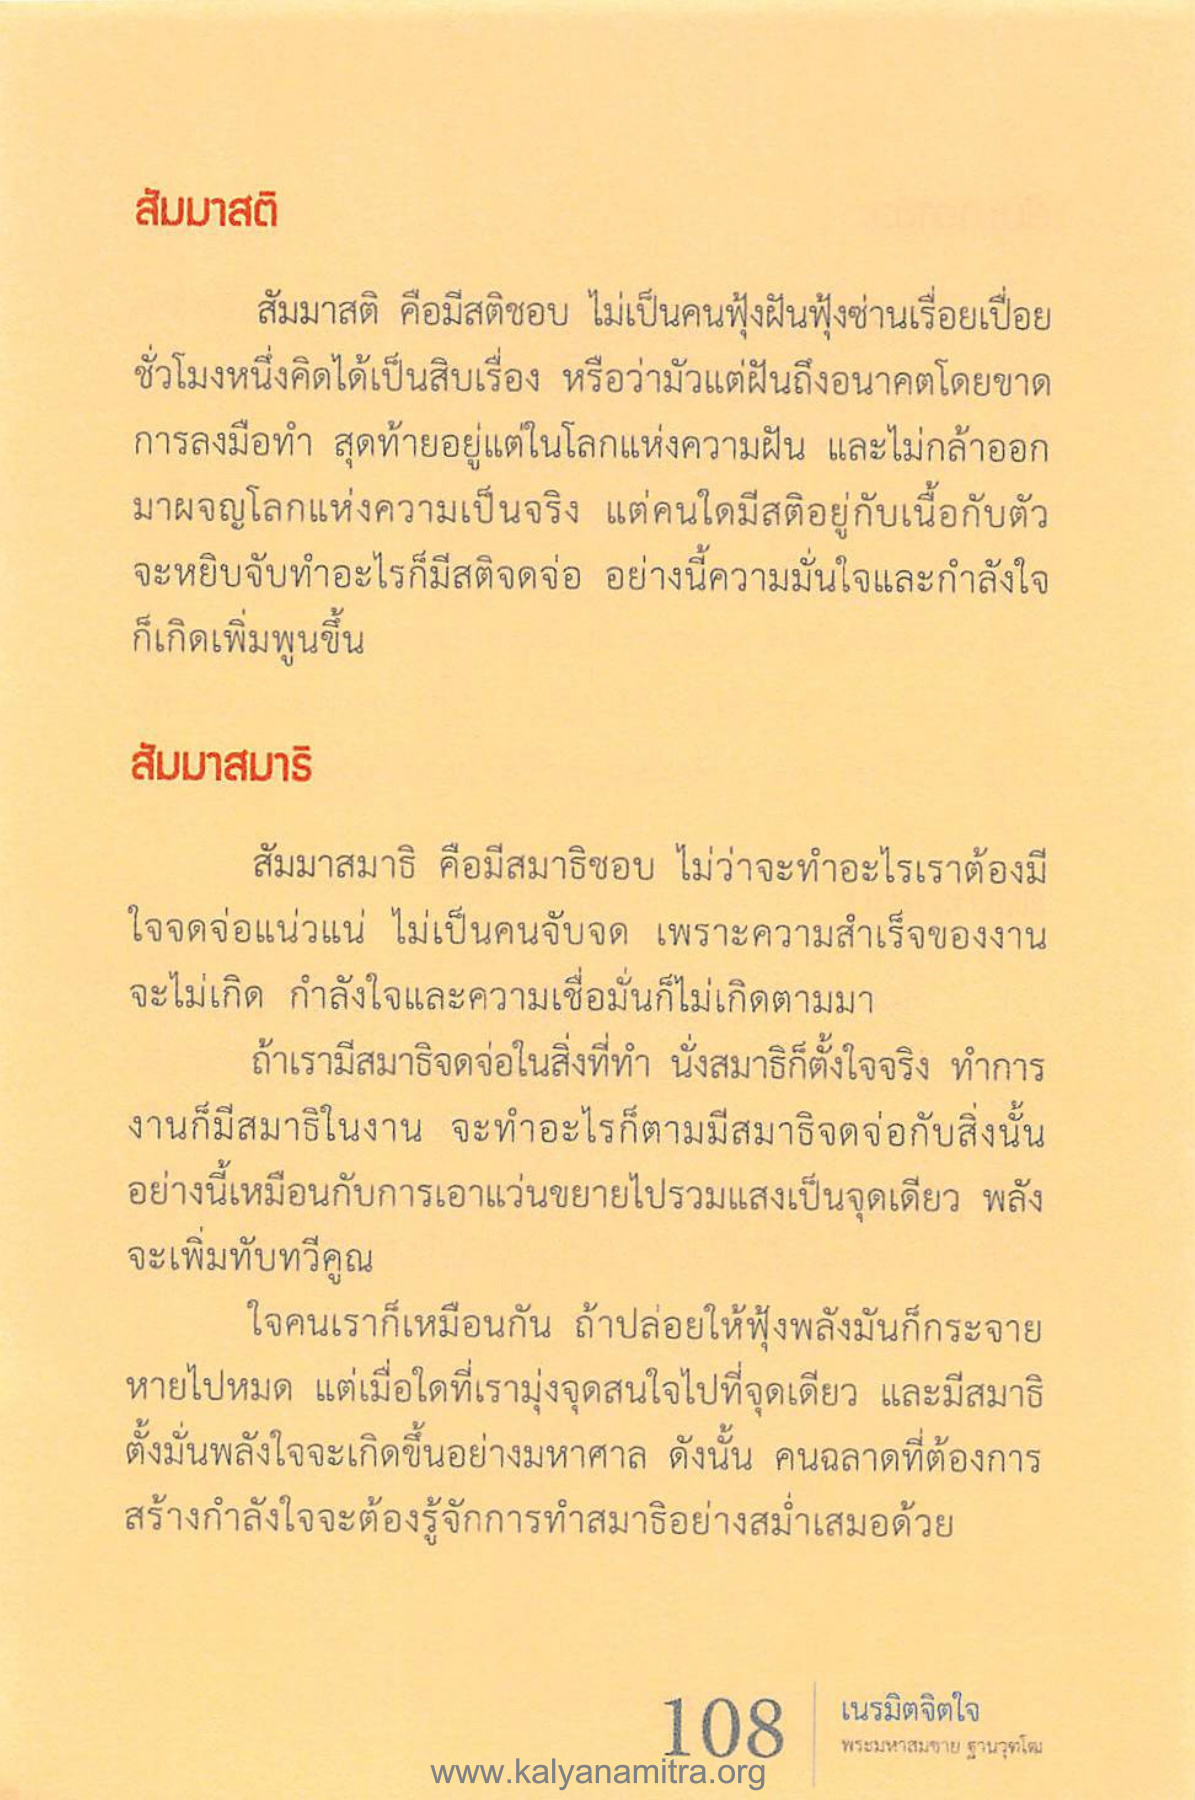 สัมมาสติ
สัมมาสติ คือมีสติชอบ ไม่เป็นคนฟุ้งฝันฟุ้งซ่านเรื่อยเปื่อย
ชั่วโมงหนึ่งคิดได้เป็นสิบเรื่อง หรือว่ามัวแต่ฝันถึงอนาคตโดยขาด
การลงมือทำ สุดท้ายอยู่แต่ในโลกแห่งความฝัน และไม่กล้าออก
มาผจญโลกแห่งความเป็นจริง แต่คนใดมีสติอยู่กับเนื้อกับตัว
จะหยิบจับทำอะไรก็มีสติจดจ่อ อย่างนี้ความมั่นใจและกำลังใจ
ก็เกิดเพิ่มพูนขึ้น
สัมมาสมาธิ
สัมมาสมาธิ คือมีสมาธิชอบ ไม่ว่าจะทำอะไรเราต้องมี
ใจจดจ่อแน่วแน่ ไม่เป็นคนจับจด เพราะความสำเร็จของงาน
จะไม่เกิด กำลังใจและความเชื่อมั่นก็ไม่เกิดตามมา
ถ้าเรามีสมาธิจดจ่อในสิ่งที่ทำ นั่งสมาธิก็ตั้งใจจริง ทำการ
งานก็มีสมาธิในงาน จะทำอะไรก็ตามมีสมาธิจดจ่อกับสิ่งนั้น
อย่างนี้เหมือนกับการเอาแว่นขยายไปรวมแสงเป็นจุดเดียว พลัง
จะเพิ่มทับทวีคูณ
ใจคนเราก็เหมือนกัน ถ้าปล่อยให้ฟุ้งพลังมันก็กระจาย
หายไปหมด แต่เมื่อใดที่เรามุ่งจุดสนใจไปที่จุดเดียว และมีสมาธิ
ตั้งมั่นพลังใจจะเกิดขึ้นอย่างมหาศาล ดังนั้น คนฉลาดที่ต้องการ
สร้างกำลังใจจะต้องรู้จักการทำสมาธิอย่างสม่ำเสมอด้วย
108
เนรมิตจิตใจ
พระมหาสมชาย ฐานวุฑฺโฒ
www.kalyanamitra.org